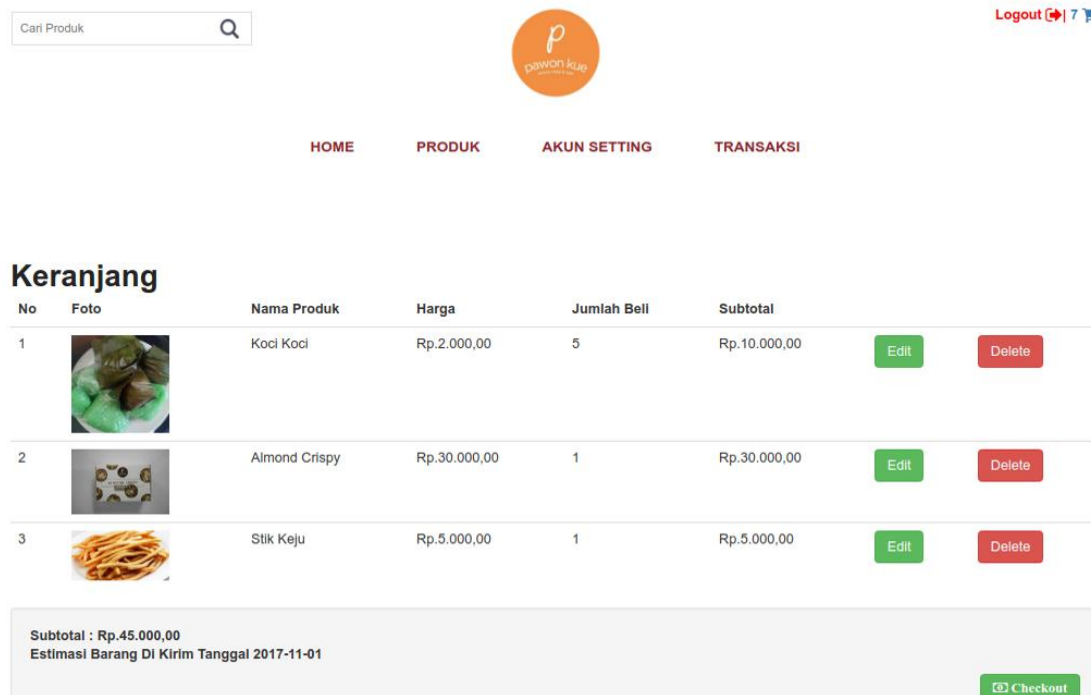 Cari Produk
Logout | 7
p
pawon kue
HOME PRODUK AKUN SETTING TRANSAKSI
Keranjang
No Foto Nama Produk Harga Jumlah Beli Subtotal
1 Koci Koci Rp.2.000,00 5 Rp.10.000,00 Edit Delete
2 Almond Crispy Rp.30.000,00 1 Rp.30.000,00 Edit Delete
3 Stik Keju Rp.5.000,00 1 Rp.5.000,00 Edit Delete
Subtotal : Rp.45.000,00
Estimasi Barang Di Kirim Tanggal 2017-11-01
Checkout